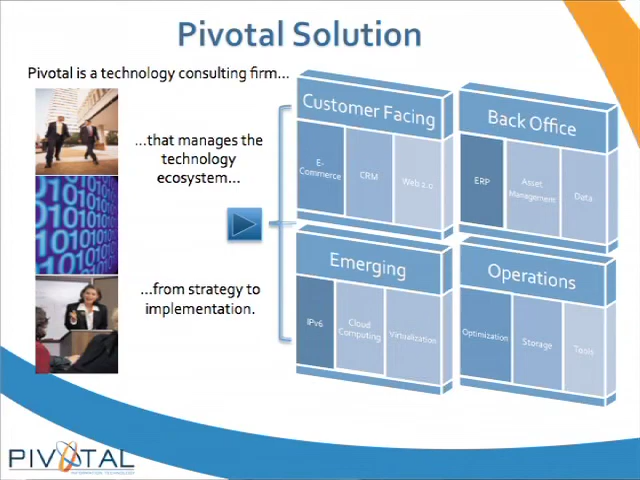 Pivotal Solution
Pivotal is a technology consulting firm...
...that manages the
technology
ecosystem...
...from strategy to
implementation.
Customer Facing
E-
Commerce
CRM
Web 2.0
Back Office
ERP
Asset
Management
Data
Emerging
IPv6
Cloud
Computing
Virtualization
Operations
Optimization
Storage
Tools
PIVOTAL
INFORMATION TECHNOLOGY